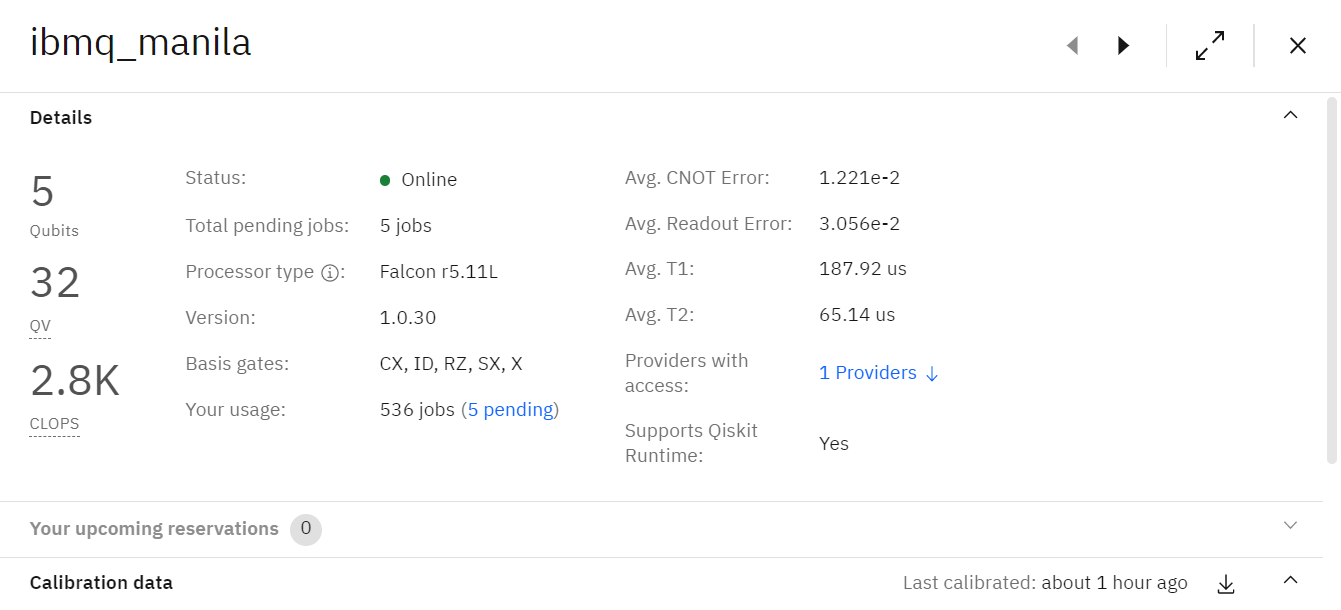 ibmq_manila
Details
5
Qubits
32
QV
2.8K
CLOPS
Status: Online
Total pending jobs: 5 jobs
Processor type : Falcon r5.11L
Version: 1.0.30
Basis gates: CX, ID, RZ, SX, X
Your usage: 536 jobs (5 pending)
Avg. CNOT Error: 1.221e-2
Avg. Readout Error: 3.056e-2
Avg. T1: 187.92 us
Avg. T2: 65.14 us
Providers with
access: 1 Providers ↓
Supports Qiskit
Runtime: Yes
Your upcoming reservations 0
Calibration data Last calibrated: about 1 hour ago